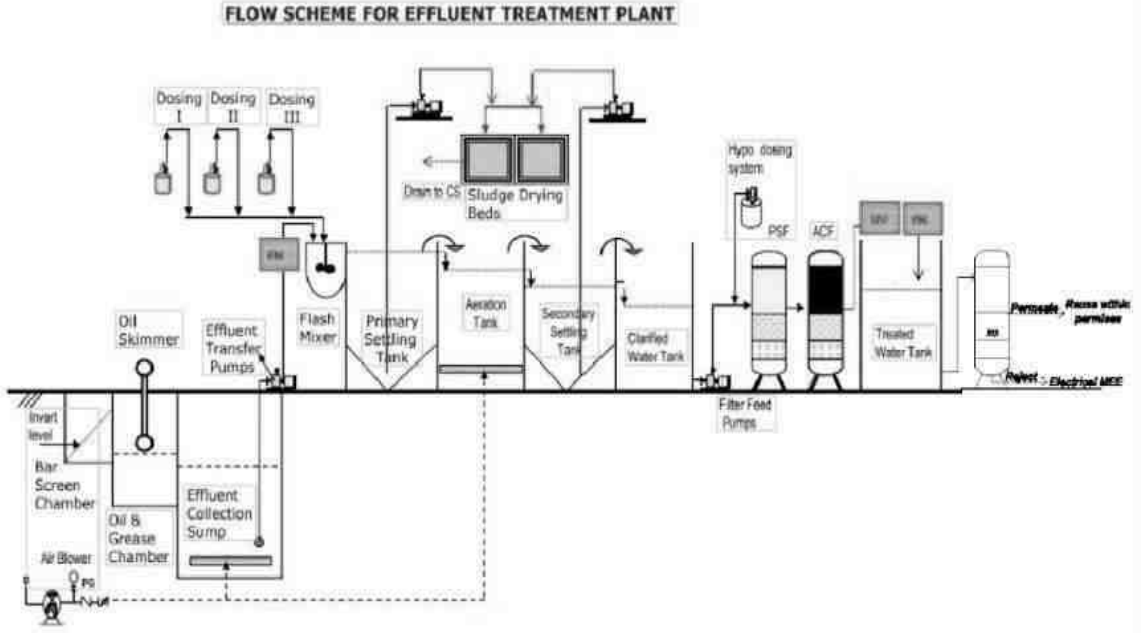 FLOW SCHEME FOR EFFLUENT TREATMENT PLANT
Dosing
I
Dosing
II
Dosing
III
Drain to CS
Sludge Drying
Beds
Hypo dosing
system
PSF
ACF
Oil
Skimmer
Effluent
Transfer
Pumps
Flash
Mixer
Primary
Settling
Tank
Aeration
Tank
Secondary
Settling
Tank
Clarified
Water Tank
Treated
Water Tank
Permeate
Reuse within
permises
Reject
Electrical MEE
Filter Feed
Pumps
Invert
level
Bar
Screen
Chamber
Effluent
Collection
Sump
Oil &
Grease
Chamber
Air Blower
PG